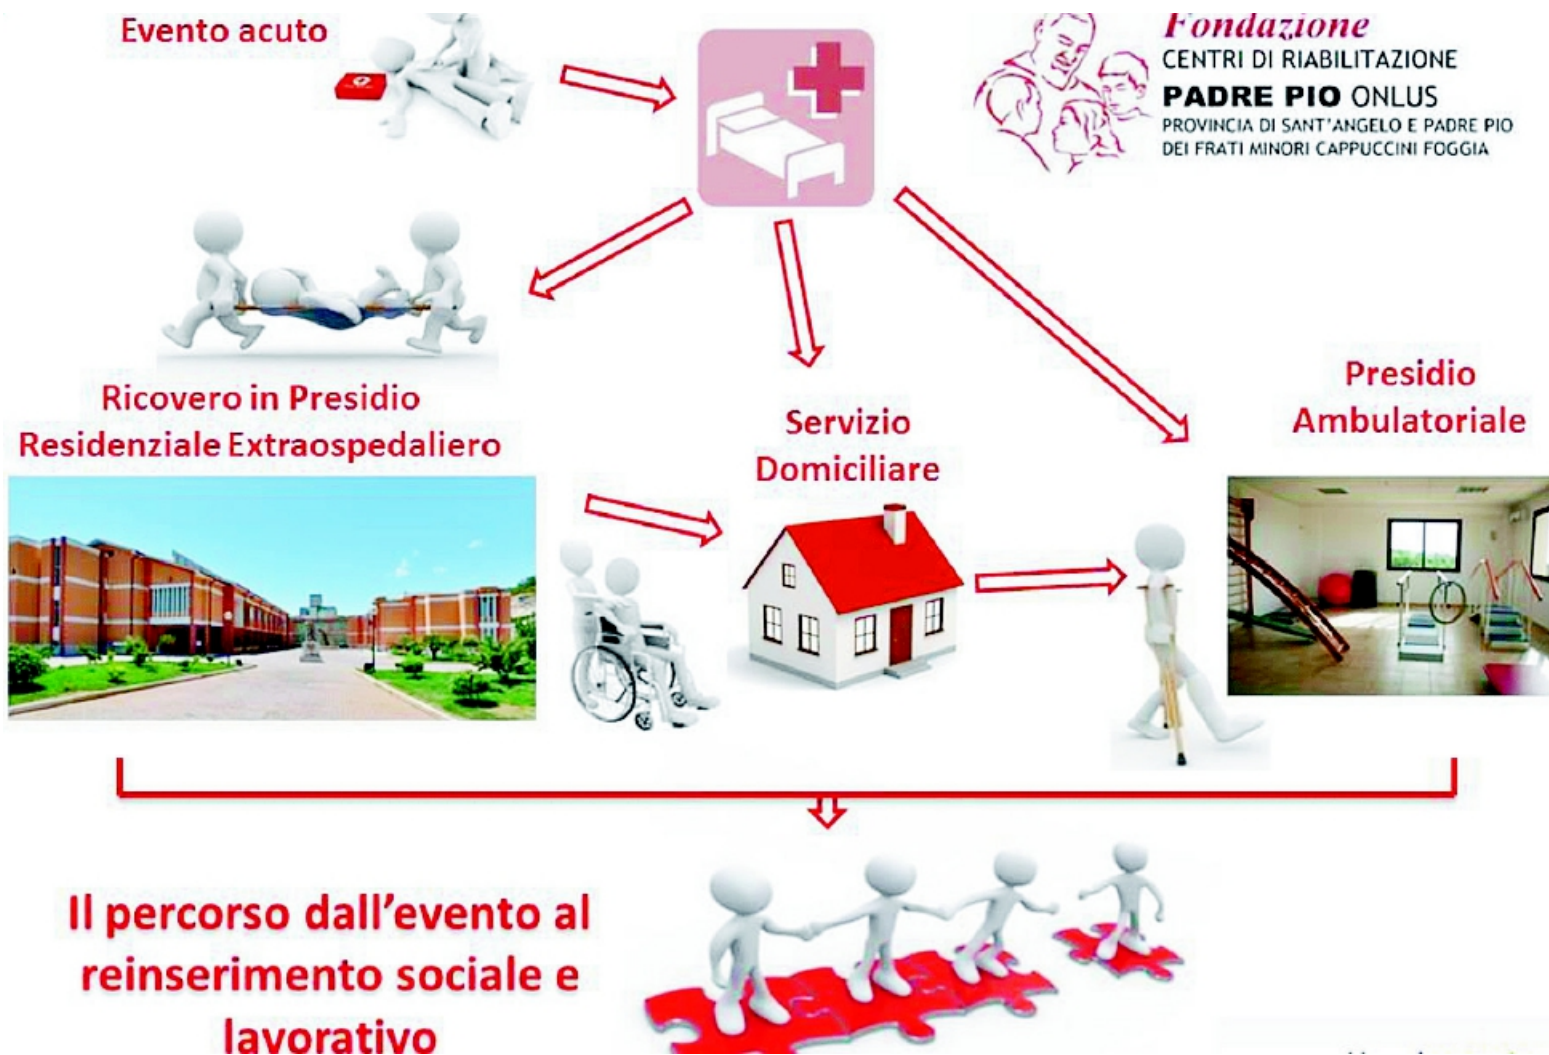 Evento acuto
Fondazione
CENTRI DI RIABILITAZIONE
PADRE PIO ONLUS
PROVINCIA DI SANT'ANGELO E PADRE PIO
DEI FRATI MINORI CAPPUCCINI FOGGIA
Ricovero in Presidio
Residenziale Extraospedaliero
Servizio
Domiciliare
Presidio
Ambulatoriale
Il percorso dall'evento al
reinserimento sociale e
lavorativo